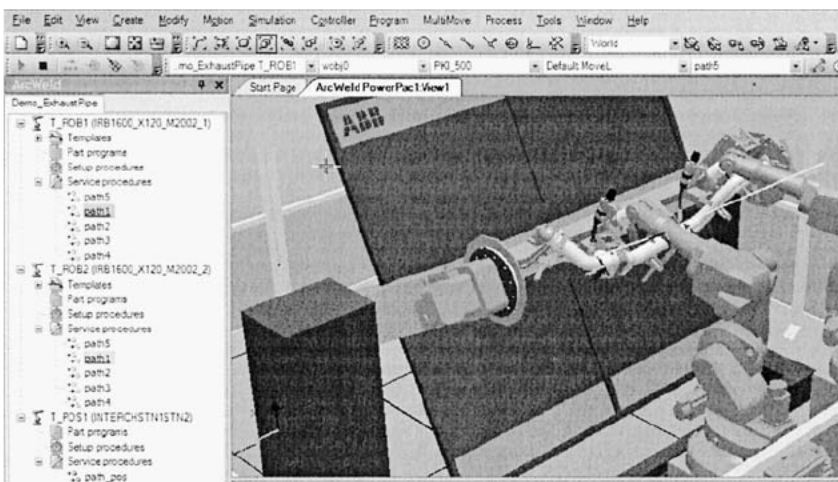 File Edit View Create Modify Motion Simulation Controller Program MultiMove Process Tools Window Help
World
...mo_ExhaustPipe T_ROB1 wobj0 PKI_500 Default MoveL path5
ArcWeld
Start Page ArcWeld PowerPac1:View1
Demo_ExhaustPipe
T_ROB1 (IRB1600_X120_M2002_1)
Templates
Part programs
Setup procedures
Service procedures
path5
path1
path2
path3
path4
T_ROB2 (IRB1600_X120_M2002_2)
Templates
Part programs
Setup procedures
Service procedures
path5
path1
path2
path3
path4
T_POS1 (INTERCHSTN1STN2)
Part programs
Setup procedures
Service procedures
path_pos
ABB